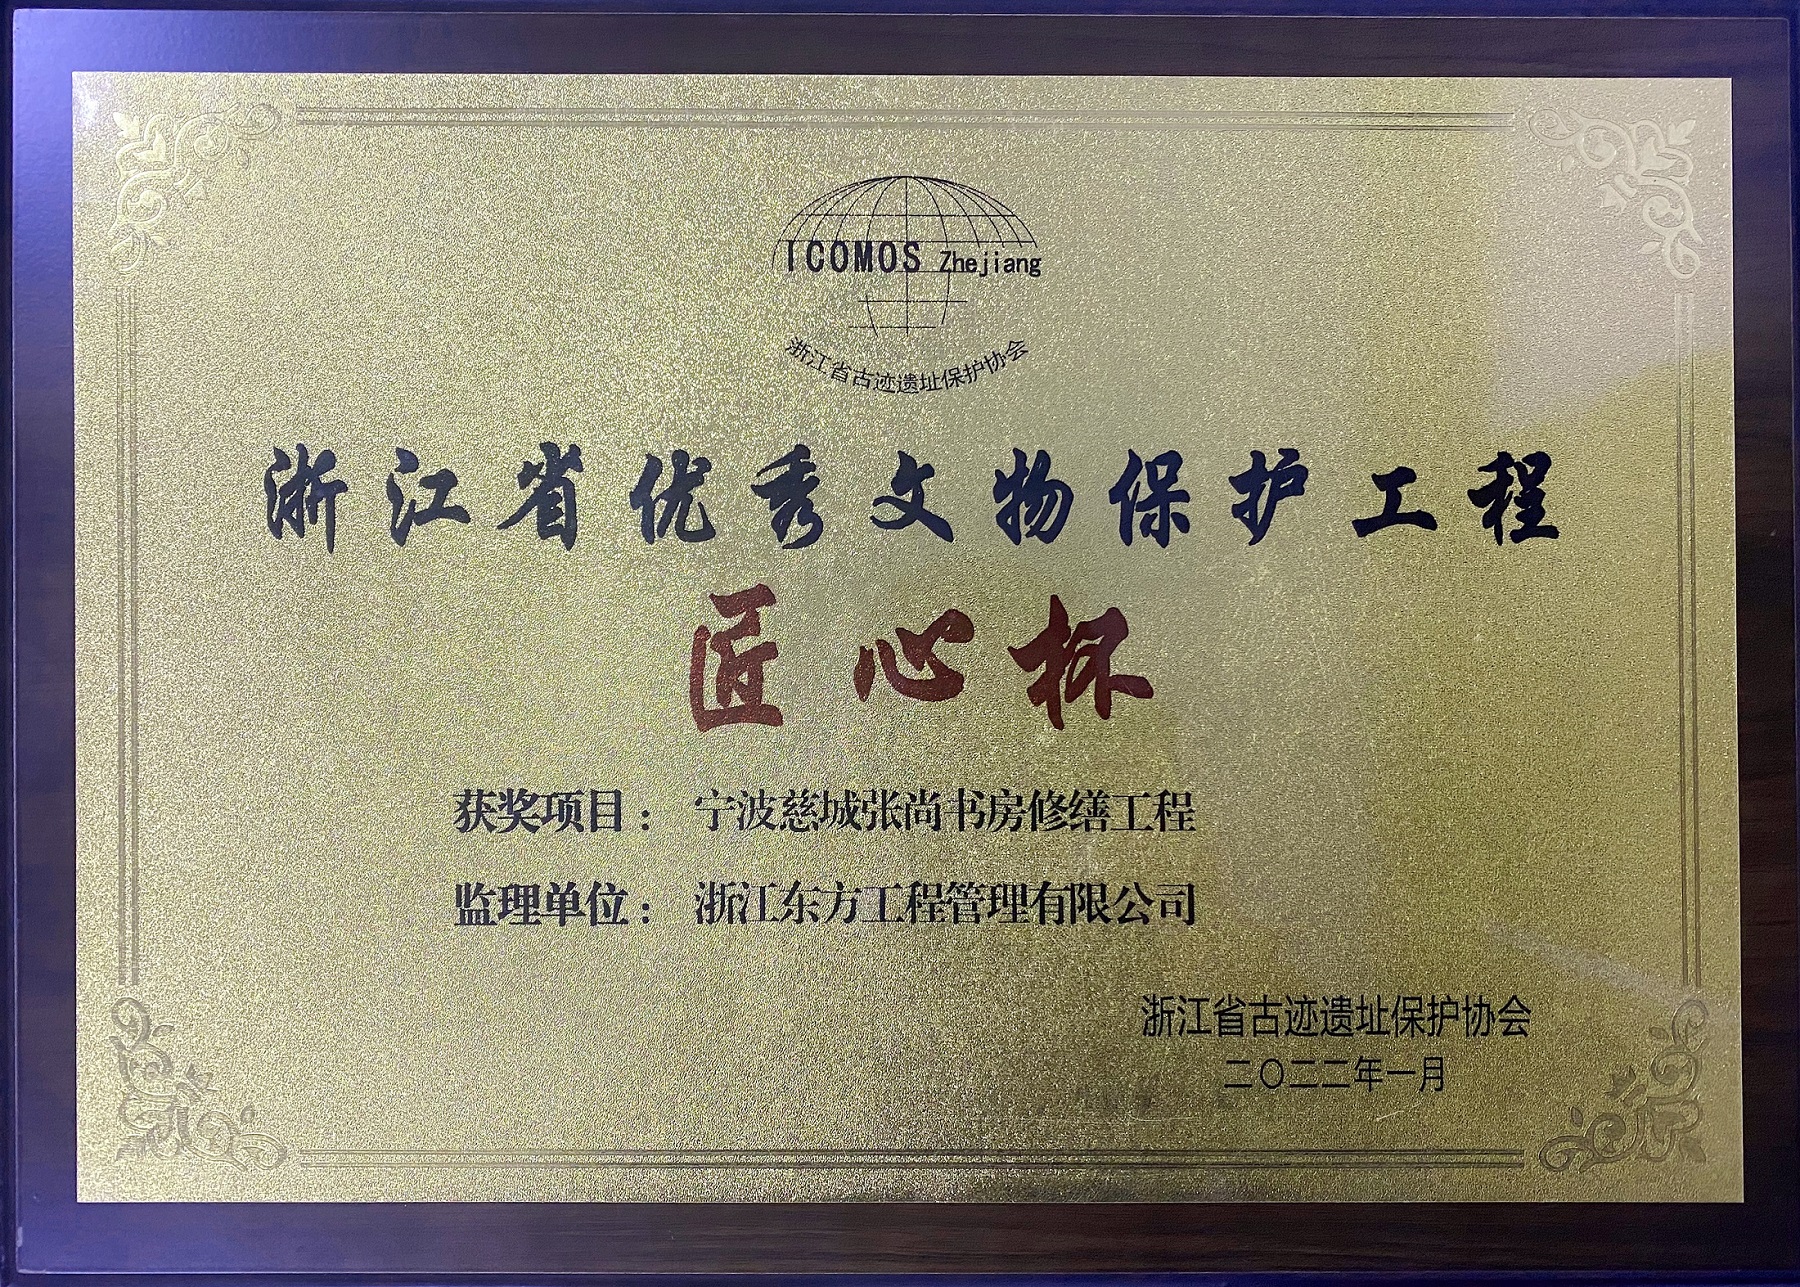 ICOMOS Zhejiang
浙江省古迹遗址保护协会
浙江省优秀文物保护工程
匠心杯
获奖项目：宁波慈城张尚书房修缮工程
监理单位：浙江东方工程管理有限公司
浙江省古迹遗址保护协会
二〇二二年一月